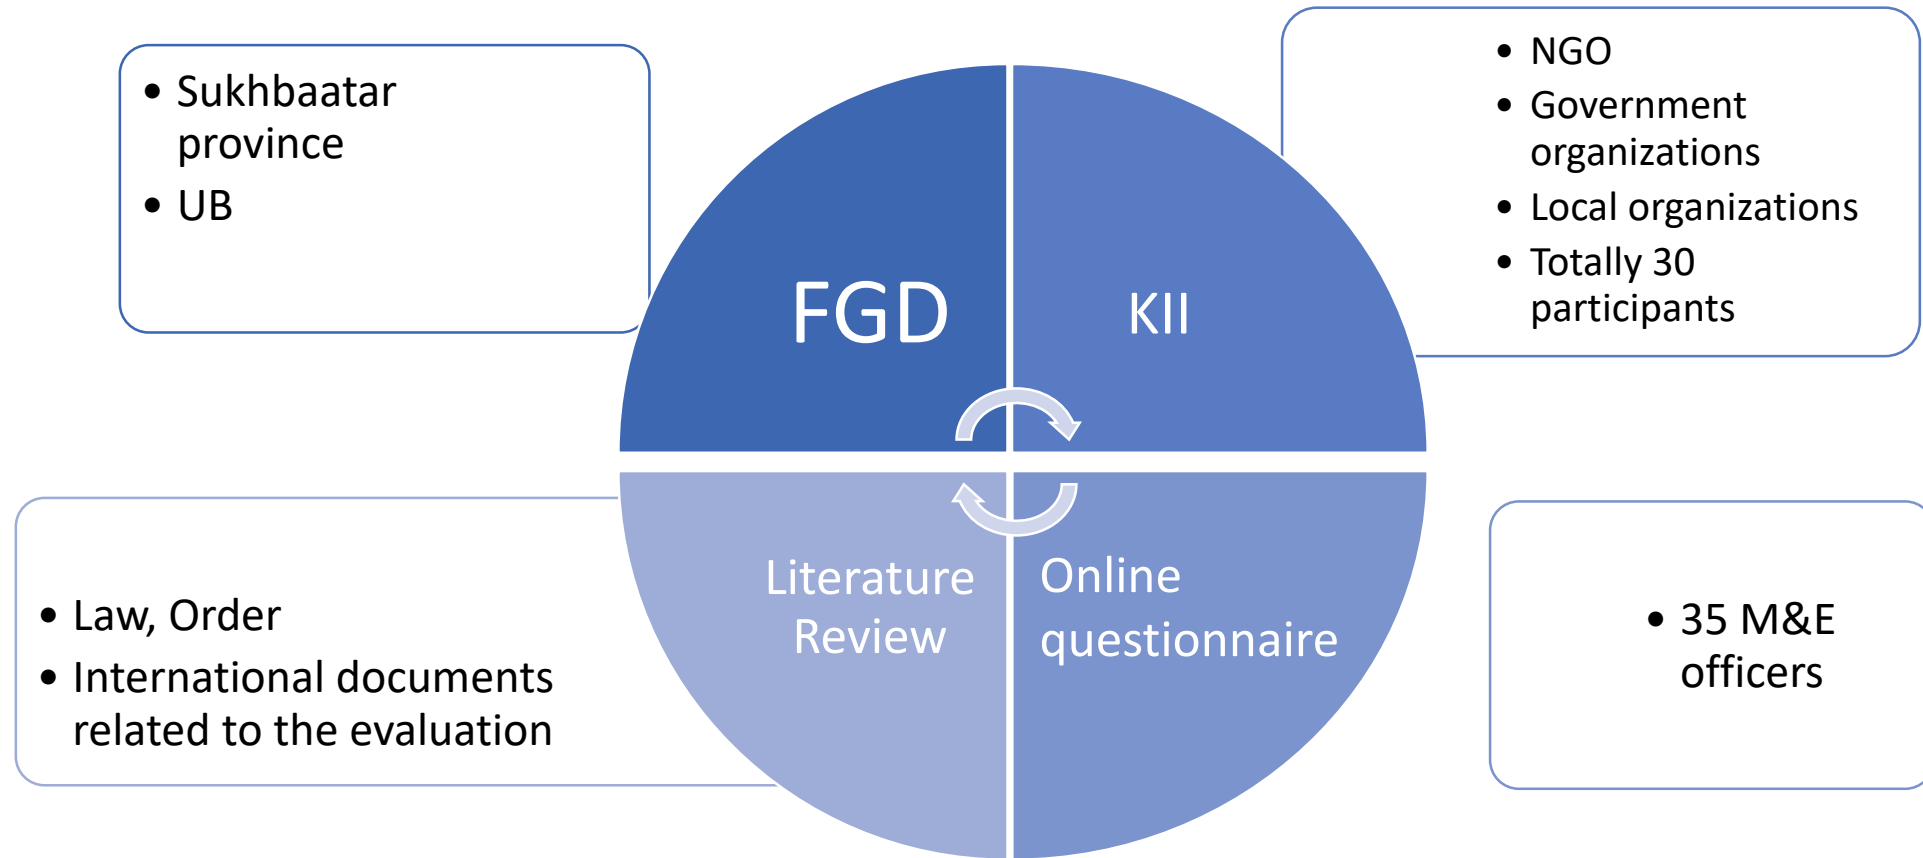 • Sukhbaatar
province
• UB
FGD
KII
• NGO
• Government
organizations
• Local organizations
• Totally 30
participants
• Law, Order
• International documents
related to the evaluation
Literature
Review
Online
questionnaire
• 35 M&E
officers